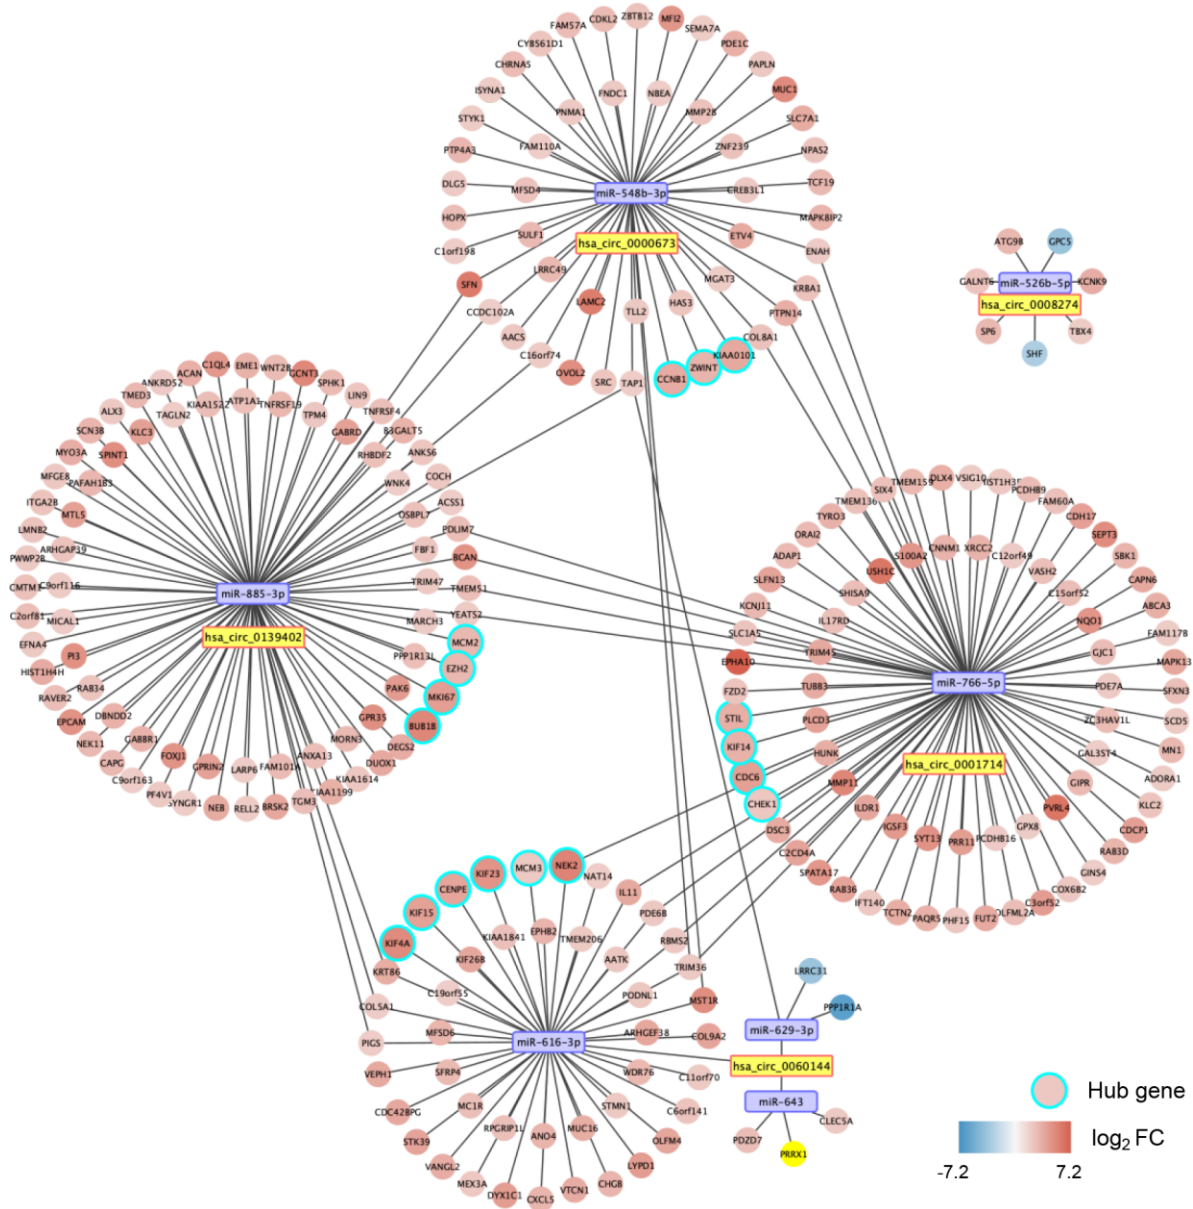 ZBTB12
CDKL2
MFI2
FAM57A
SEMA7A
CYB561D1
PDE1C
CHRNA5
PAPLN
ISYNA1
FNDC1
NBEA
MUC1
STYK1
PNMA1
MMP28
SLC7A1
PTP4A3
FAM110A
ZNF239
NPAS2
DLG5
MFSD4
miR-548b-3p
CREB3L1
TCF19
HOPX
SULF1
ETV4
MAPK8IP2
C1orf198
hsa_circ_0000673
ENAH
SFN
LRRC49
MGAT3
KRBA1
CCDC102A
LAMC2
TLL2
HAS3
PTPN14
AACS
COL8A1
C16orf74
KIAA0101
OVOL2
SRC
TAP1
CCNB1
ZWINT
ATG9B
GPC5
GALNT6
miR-526b-5p
KCNK9
hsa_circ_0008274
SP6
TBX4
SHF
C1QL4
EME1
WNT2B
GCNT3
ACAN
SPHK1
ANKRD52
LIN9
TMED3
KIAA1522
ATP1A1
TNFRSF19
TNFRSF4
ALX3
TAGLN2
TPM4
SCN3B
KLC3
GABRD
B3GALT5
MYO3A
SPINT1
RHBDF2
ANKS6
MFGE8
PAFAH1B3
WNK4
COCH
ITGA2B
MTL5
OSBPL7
ACSS1
LMNB2
PDLIM7
PWWP2B
ARHGAP39
FBF1
BCAN
CMTM1
C9orf116
miR-885-3p
TRIM47
TMEM51
C2orf81
MICAL1
MARCH3
YEATS2
EFNA4
hsa_circ_0139402
MCM2
HIST1H4H
PI3
PPP1R13L
EZH2
RAVER2
RAB34
PAK6
MKI67
EPCAM
DBNDD2
GPR35
BUB1B
NEK11
GABBR1
MORN3
DEGS2
CAPG
FOXJ1
ANXA13
DUOX1
C9orf163
GPRIN2
LARP6
FAM101A
KIAA1614
PF4V1
KIAA1199
SYNGR1
NEB
RELL2
BRSK2
TGM3
SIX4
TMEM159
DLX4
VSIG10
PCDHB9
TMEM136
FAM60A
TYRO3
CDH17
ORAI2
SEPT3
ADAP1
S100A2
CNNM1
XRCC2
C12orf49
SBK1
SLFN13
USH1C
VASH2
CAPN6
KCNJ11
SHISA9
C15orf52
ABCA3
SLC1A5
IL17RD
NQO1
FAM117B
EPHA10
TRIM45
GJC1
MAPK13
FZD2
TUBB3
miR-766-5p
PDE7A
SFXN3
STIL
PLCD3
ZC3HAV1L
SCD5
KIF14
HUNK
hsa_circ_0001714
GAL3ST4
MN1
CDC6
MMP11
GIPR
ADORA1
CHEK1
ILDR1
PVRL4
KLC2
DSC3
IGSF3
SYT13
PRR11
PCDHB16
GPX8
CDCP1
C2CD4A
RAB3D
SPATA17
GINS4
RAB36
COX6B2
IFT140
C3orf52
TCTN2
PAQR5
PHF15
FUT2
OLFML2A
KIF23
MCM3
NEK2
NAT14
CENPE
IL11
KIF15
KIAA1841
EPHB2
TMEM206
PDE6B
KIF4A
KIF26B
AATK
RBMS2
KRT86
TRIM36
C19orf55
PODNL1
MST1R
COL5A1
MFSD6
miR-616-3p
ARHGEF38
COL9A2
PIGS
VEPH1
SFRP4
WDR76
C11orf70
CDC42BPG
MC1R
STMN1
C6orf141
STK39
RPGRIP1L
ANO4
MUC16
OLFM4
VANGL2
LYPD1
MEX3A
DYX1C1
CXCL5
VTCN1
CHGB
LRRC31
PPP1R1A
miR-629-3p
hsa_circ_0060144
miR-643
PDZD7
CLEC5A
PRRX1
Hub gene
log2 FC
-7.2
7.2